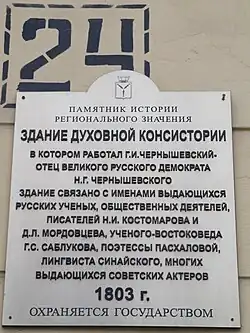 24
ПАМЯТНИК ИСТОРИИ
РЕГИОНАЛЬНОГО ЗНАЧЕНИЯ
ЗДАНИЕ ДУХОВНОЙ КОНСИСТОРИИ
В КОТОРОМ РАБОТАЛ Г.И.ЧЕРНЫШЕВСКИЙ-
ОТЕЦ ВЕЛИКОГО РУССКОГО ДЕМОКРАТА
Н.Г. ЧЕРНЫШЕВСКОГО
ЗДАНИЕ СВЯЗАНО С ИМЕНАМИ ВЫДАЮЩИХСЯ
РУССКИХ УЧЕНЫХ, ОБЩЕСТВЕННЫХ ДЕЯТЕЛЕЙ,
ПИСАТЕЛЕЙ Н.И. КОСТОМАРОВА И
Д.Л. МОРДОВЦЕВА, УЧЕНОГО-ВОСТОКОВЕДА
Г.С. САБЛУКОВА, ПОЭТЕССЫ ПАСХАЛОВОЙ,
ЛИНГВИСТА СИНАЙСКОГО, МНОГИХ
ВЫДАЮЩИХСЯ СОВЕТСКИХ АКТЕРОВ
1803 г.
ОХРАНЯЕТСЯ ГОСУДАРСТВОМ